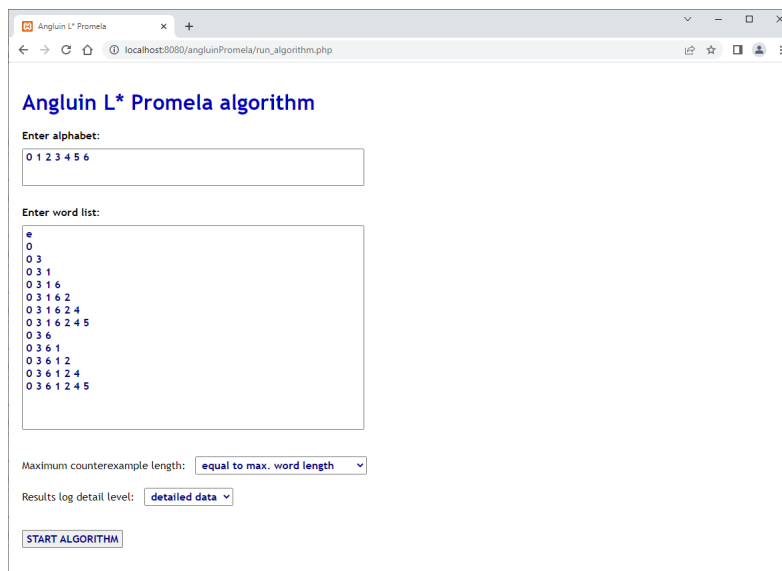 Angluin L* Promela
localhost:8080/angluinPromela/run_algorithm.php
Angluin L* Promela algorithm
Enter alphabet:
0 1 2 3 4 5 6
Enter word list:
e
0
0 3
0 3 1
0 3 1 6
0 3 1 6 2
0 3 1 6 2 4
0 3 1 6 2 4 5
0 3 6
0 3 6 1
0 3 6 1 2
0 3 6 1 2 4
0 3 6 1 2 4 5
Maximum counterexample length: equal to max. word length
Results log detail level: detailed data
START ALGORITHM